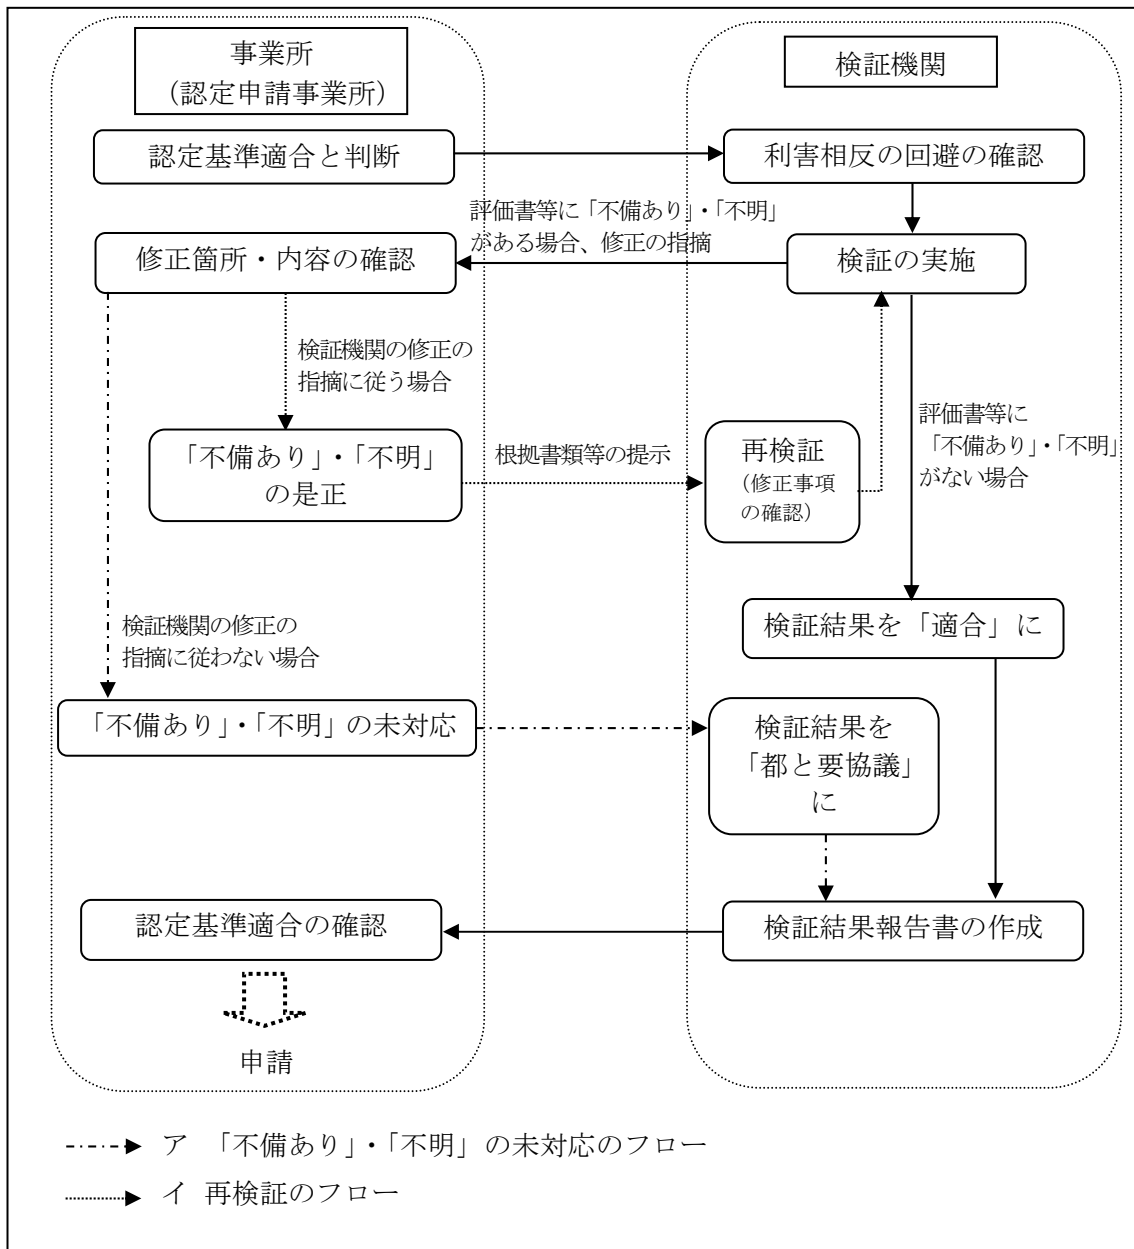 事業所
（認定申請事業所）
検証機関
認定基準適合と判断
利害相反の回避の確認
評価書等に「不備あり」・「不明」
がある場合、修正の指摘
修正箇所・内容の確認
検証の実施
検証機関の修正の
指摘に従う場合
評価書等に
「不備あり」・「不明」
がない場合
「不備あり」・「不明」
の是正
根拠書類等の提示
再検証
（修正事項
の確認）
検証機関の修正の
指摘に従わない場合
検証結果を「適合」に
「不備あり」・「不明」の未対応
検証結果を
「都と要協議」
に
認定基準適合の確認
検証結果報告書の作成
申請
ア 「不備あり」・「不明」の未対応のフロー
イ 再検証のフロー